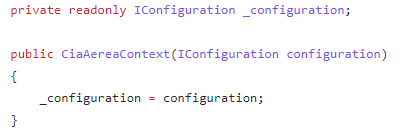 private readonly IConfiguration _configuration;
public CiaAereaContext(IConfiguration configuration)
{
_configuration = configuration;
}